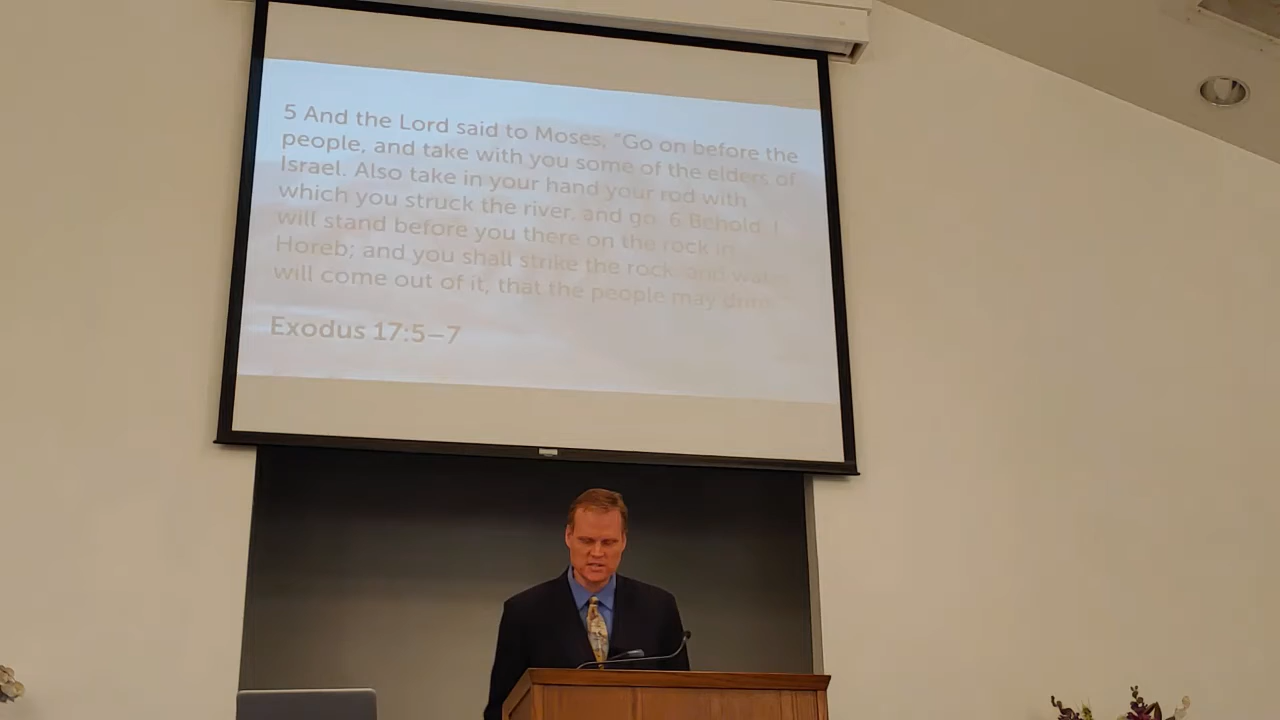 5 And the Lord said to Moses, "Go on before the
people, and take with you some of the elders of
Israel. Also take in your hand your rod with
which you struck the river, and go. 6 Behold, I
will stand before you there on the rock in
Horeb; and you shall strike the rock, and water
will come out of it, that the people may drink."
Exodus 17:5–7